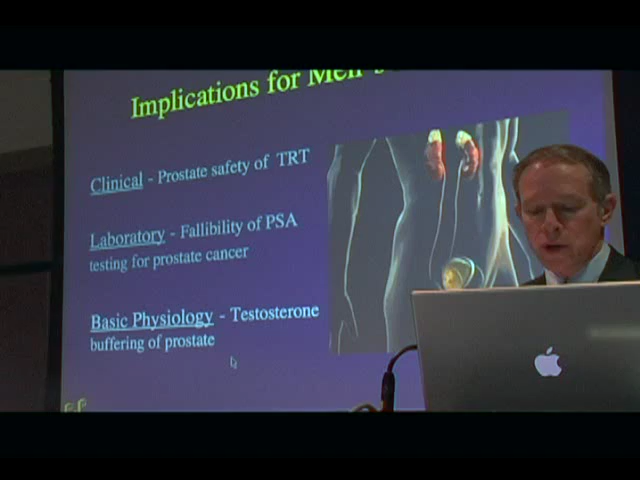 Implications for Men's
Clinical - Prostate safety of TRT
Laboratory - Fallibility of PSA
testing for prostate cancer
Basic Physiology - Testosterone
buffering of prostate